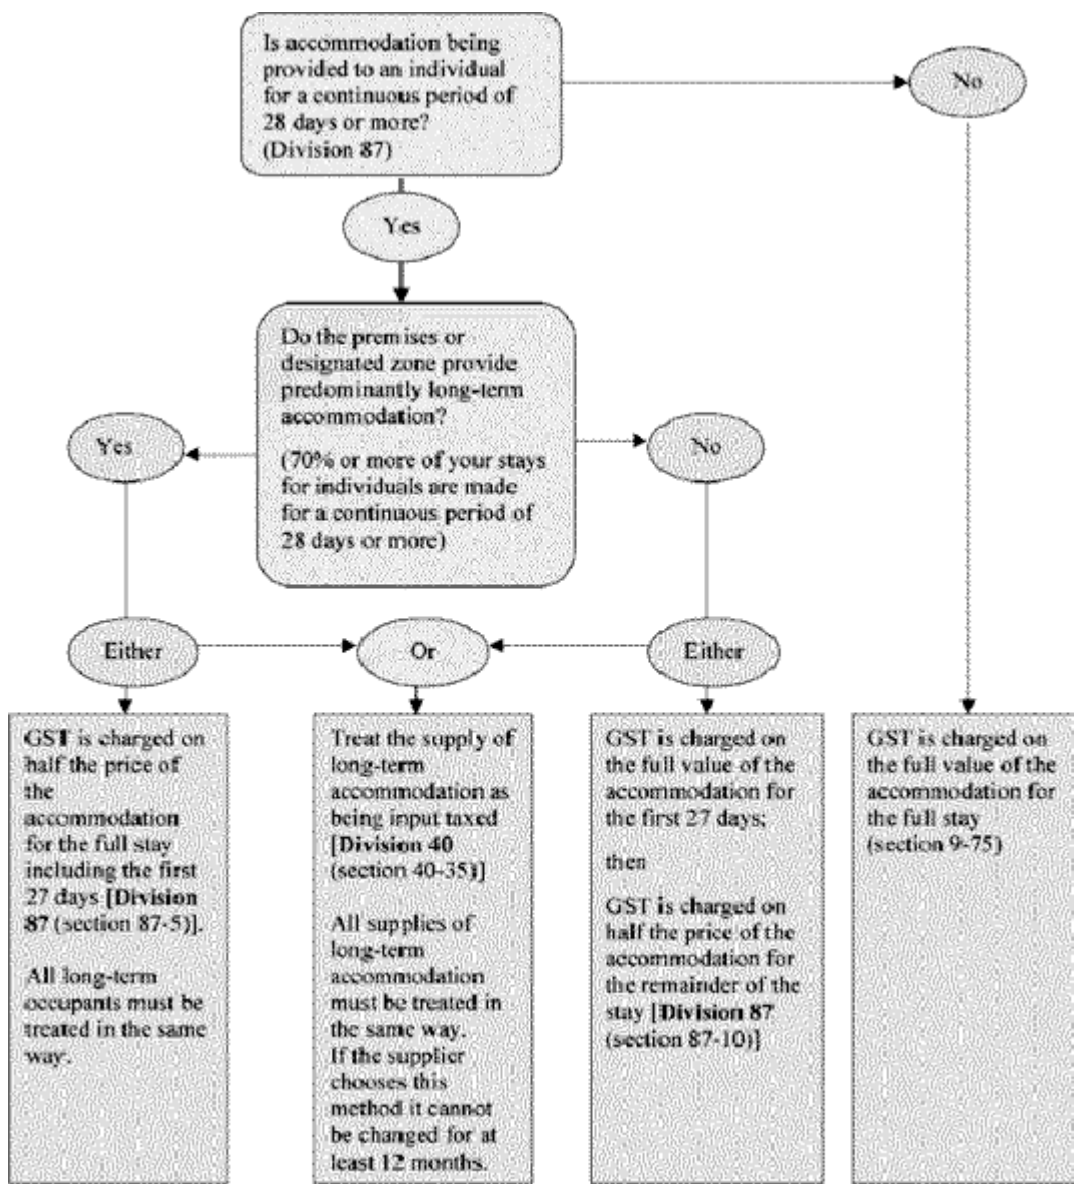 Is accommodation being
provided to an individual
for a continuous period of
28 days or more?
(Division 87)
No
Yes
Do the premises or
designated zone provide
predominantly long-term
accommodation?
(70% or more of your stays
for individuals are made
for a continuous period of
28 days or more)
Yes
No
Either
Or
Either
GST is charged on
half the price of
the
accommodation
for the full stay
including the first
27 days [Division
87 (section 87-5)].
All long-term
occupants must be
treated in the same
way.
Treat the supply of
long-term
accommodation as
being input taxed
[Division 40
(section 40-35)]
All supplies of
long-term
accommodation
must be treated in
the same way.
If the supplier
chooses this
method it cannot
be changed for at
least 12 months.
GST is charged on
the full value of the
accommodation for
the first 27 days;
then
GST is charged on
half the price of the
accommodation for
the remainder of the
stay [Division 87
(section 87-10)]
GST is charged on
the full value of the
accommodation for
the full stay
(section 9-75)